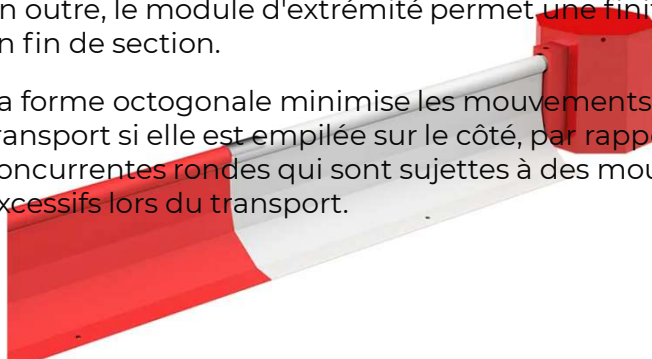 n outre, le module d'extrémité permet une finit
n fin de section.
a forme octogonale minimise les mouvements
ransport si elle est empilée sur le côté, par rappo
oncurrentes rondes qui sont sujettes à des mou
xcessifs lors du transport.